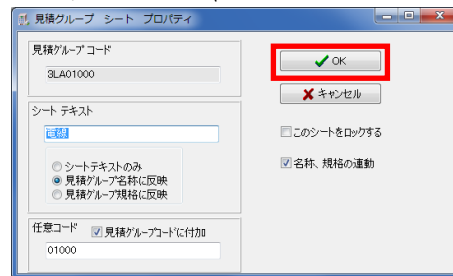 見積グループ シート プロパティ
見積グループコード
3LA01000
シート テキスト
電線
シートテキストのみ
見積グループ名称に反映
見積グループ規格に反映
任意コード 見積グループコードに付加
01000
OK
キャンセル
このシートをロックする
名称、規格の連動